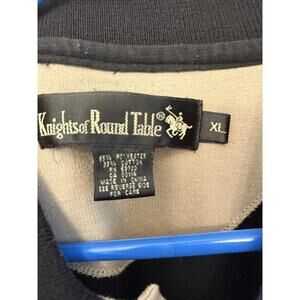 Knights of Round Table®
XL
65% POLYESTER
35% COTTON
MADE IN CHINA
SEE REVERSE SIDE
FOR CARE